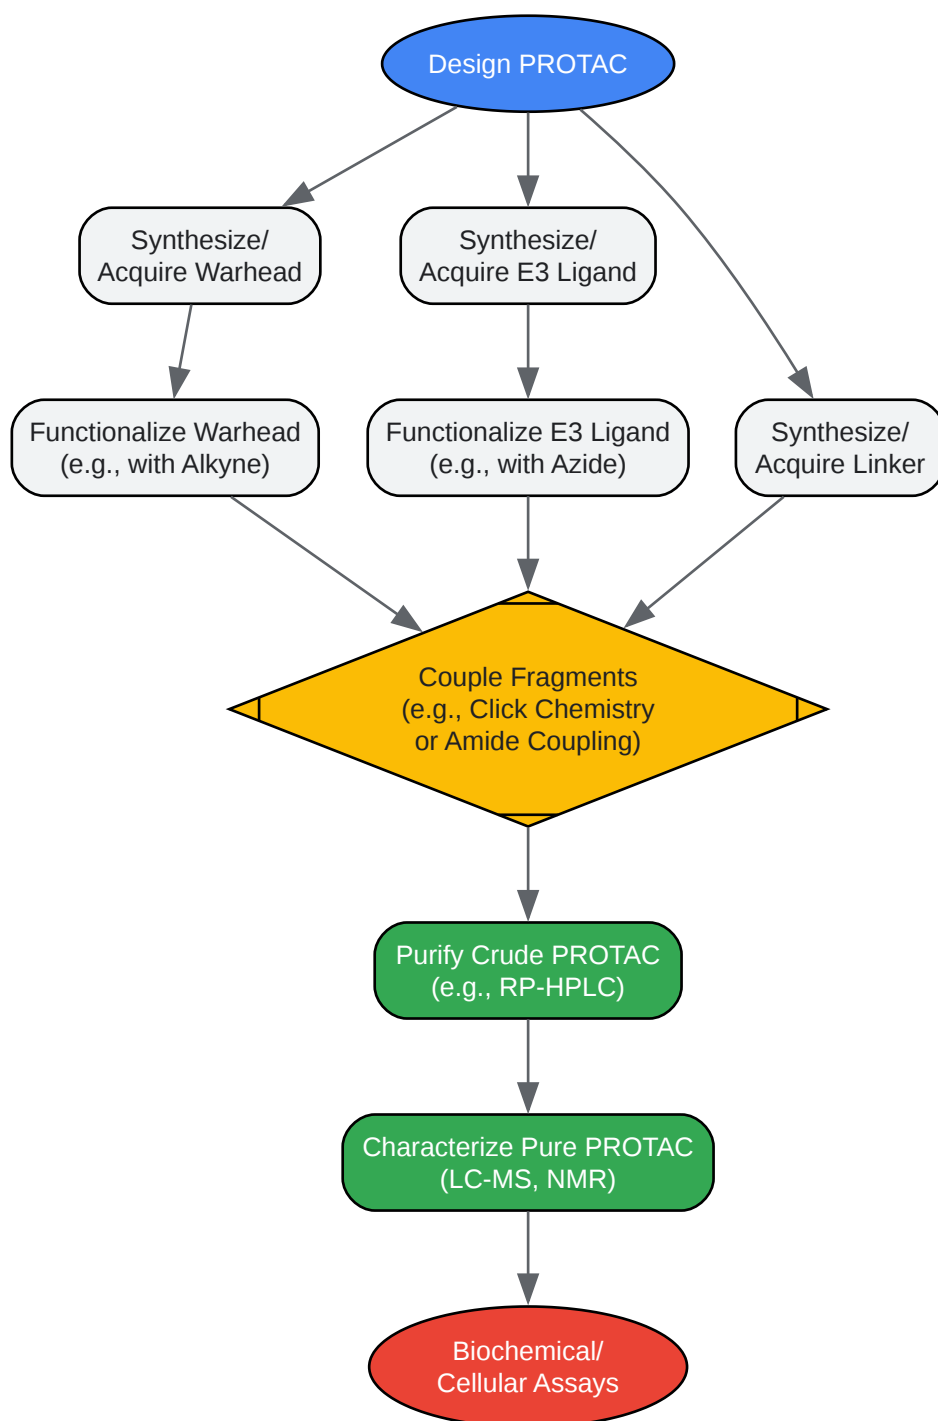 Design PROTAC
Synthesize/
Acquire Warhead
Synthesize/
Acquire E3 Ligand
Functionalize Warhead
(e.g., with Alkyne)
Functionalize E3 Ligand
(e.g., with Azide)
Synthesize/
Acquire Linker
Couple Fragments
(e.g., Click Chemistry
or Amide Coupling)
Purify Crude PROTAC
(e.g., RP-HPLC)
Characterize Pure PROTAC
(LC-MS, NMR)
Biochemical/
Cellular Assays